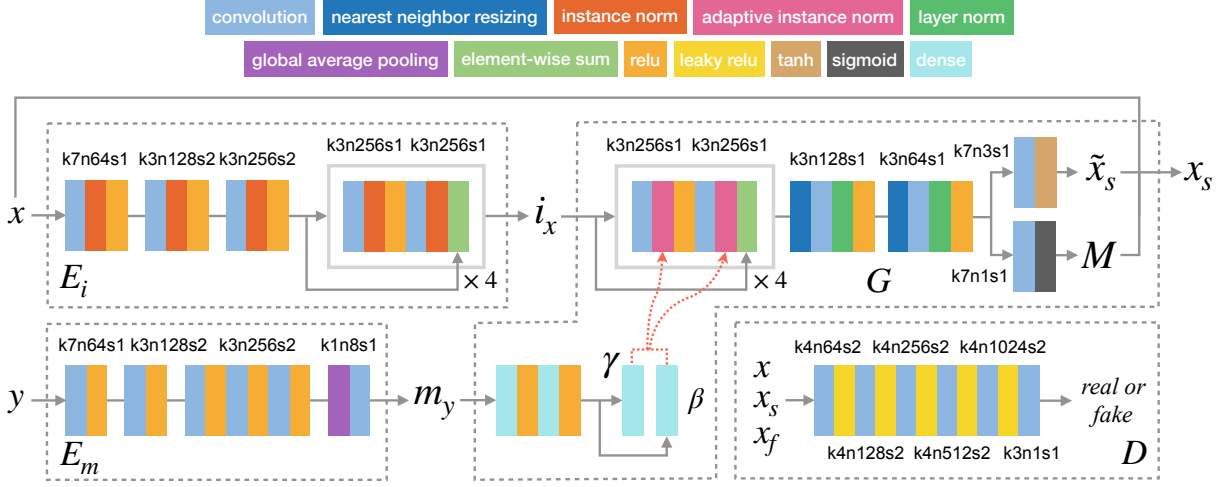 convolution nearest neighbor resizing instance norm adaptive instance norm layer norm
global average pooling element-wise sum relu leaky relu tanh sigmoid dense
k3n256s1 k3n256s1 k3n256s1 k3n256s1
k7n64s1 k3n128s2 k3n256s2 k3n128s1 k3n64s1 k7n3s1
x i_x x̃_s x_s
E_i × 4 × 4 G k7n1s1 M
k7n64s1 k3n128s2 k3n256s2 k1n8s1 γ x k4n64s2 k4n256s2 k4n1024s2
y m_y β x_s real or
fake
E_m x_f k4n128s2 k4n512s2 k3n1s1 D